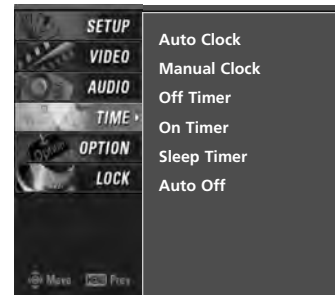 SETUP
VIDEO
AUDIO
TIME
OPTION
LOCK
Move MENU Prev
Auto Clock
Manual Clock
Off Timer
On Timer
Sleep Timer
Auto Off